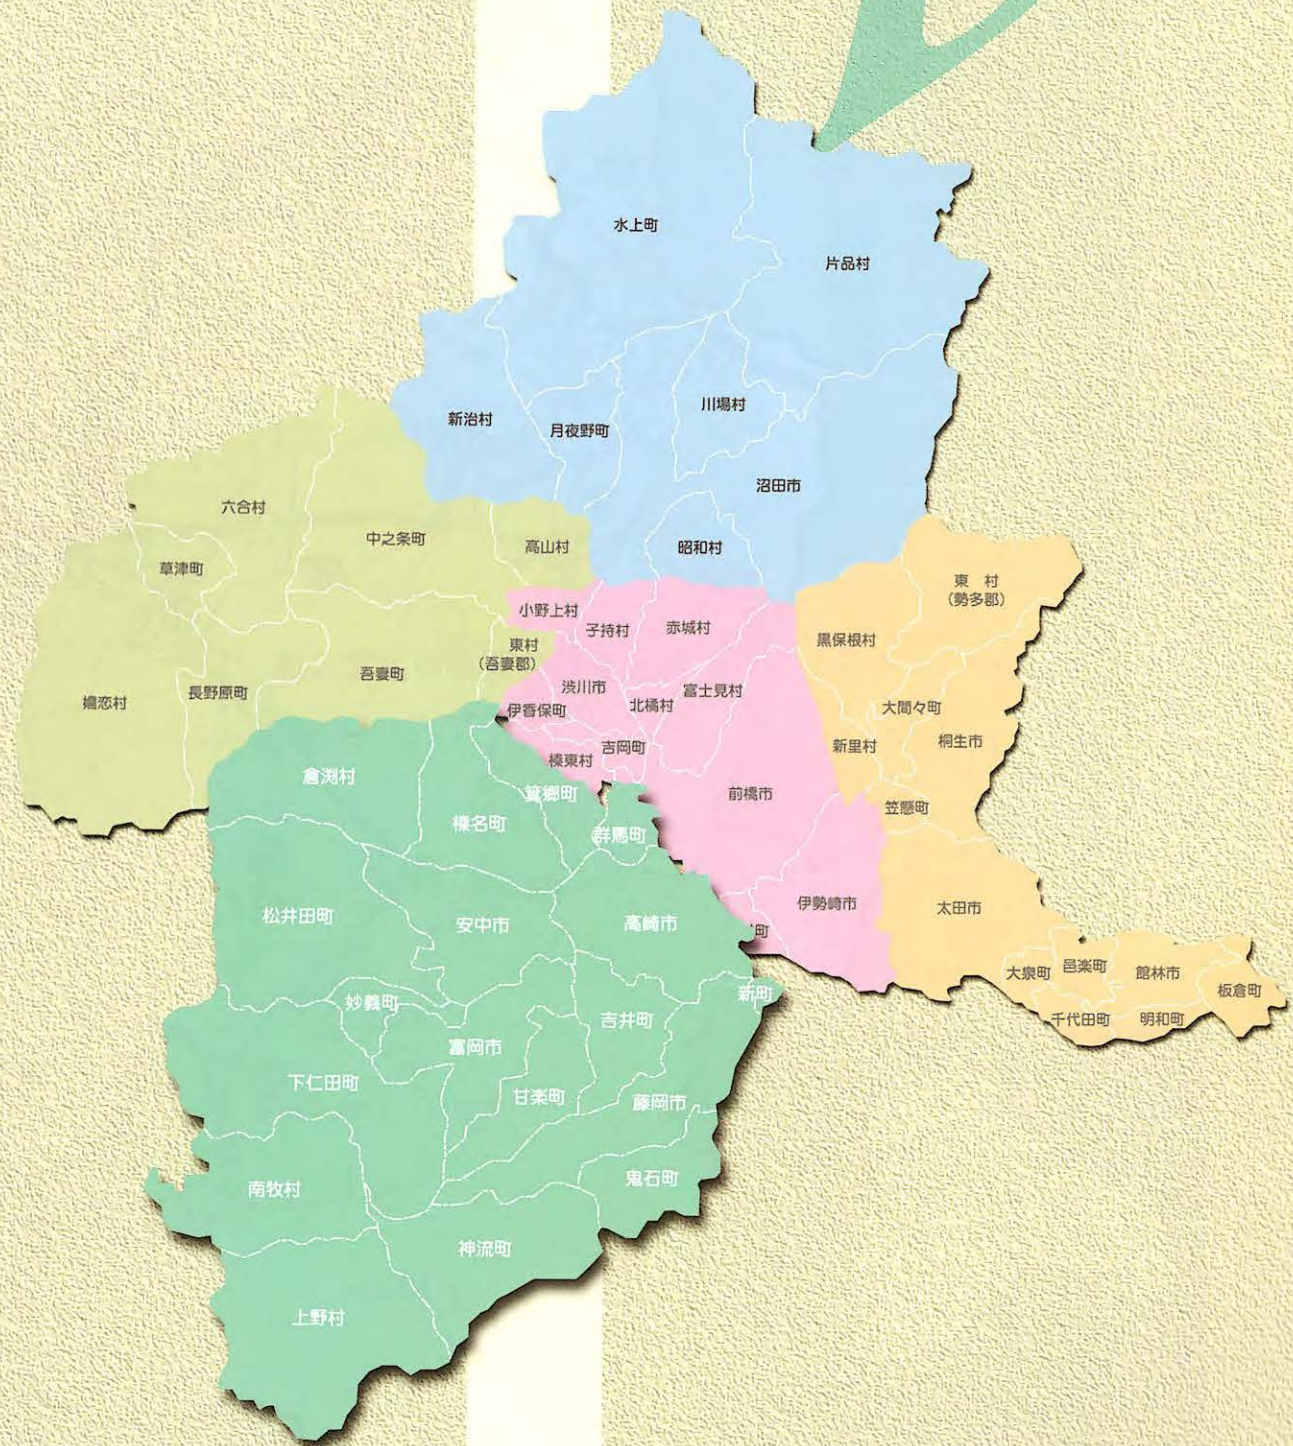 水上町
片品村
新治村
月夜野町
川場村
沼田市
昭和村
六合村
中之条町
高山村
草津町
嬬恋村
長野原町
吾妻町
東村
(吾妻郡)
小野上村
子持村
赤城村
渋川市
北橘村
富士見村
伊香保町
吉岡町
榛東村
前橋市
伊勢崎市
町
東 村
(勢多郡)
黒保根村
大間々町
新里村
桐生市
笠懸町
太田市
大泉町
邑楽町
館林市
板倉町
千代田町
明和町
倉渕村
榛名町
箕郷町
群馬町
松井田町
安中市
高崎市
新町
妙義町
富岡市
吉井町
下仁田町
甘楽町
藤岡市
鬼石町
南牧村
神流町
上野村